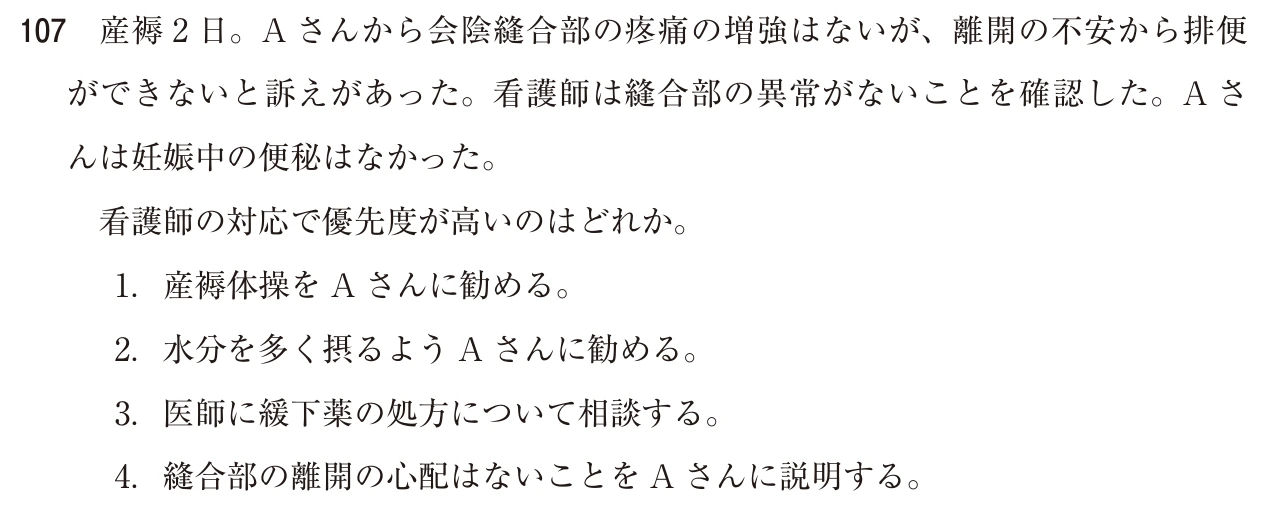 107 産褥2日。Aさんから会陰縫合部の疼痛の増強はないが、離開の不安から排便
ができないと訴えがあった。看護師は縫合部の異常がないことを確認した。Aさ
んは妊娠中の便秘はなかった。
看護師の対応で優先度が高いのはどれか。
1. 産褥体操をAさんに勧める。
2. 水分を多く摂るようAさんに勧める。
3. 医師に緩下薬の処方について相談する。
4. 縫合部の離開の心配はないことをAさんに説明する。